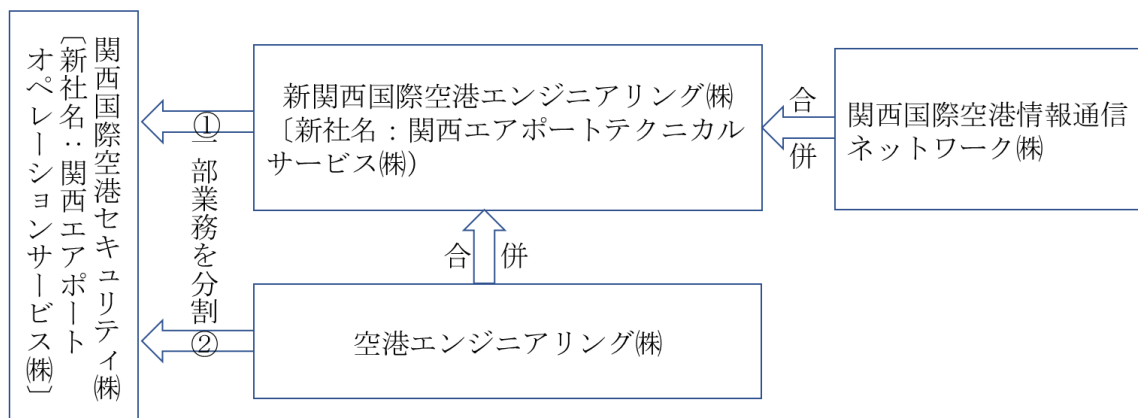 関西国際空港セキュリティ㈱
〔新社名:関西エアポート
オペレーションサービス㈱〕
①一部業務を分割②
新関西国際空港エンジニアリング㈱
〔新社名:関西エアポートテクニカル
サービス㈱)
合併
関西国際空港情報通信
ネットワーク㈱
合併
空港エンジニアリング㈱